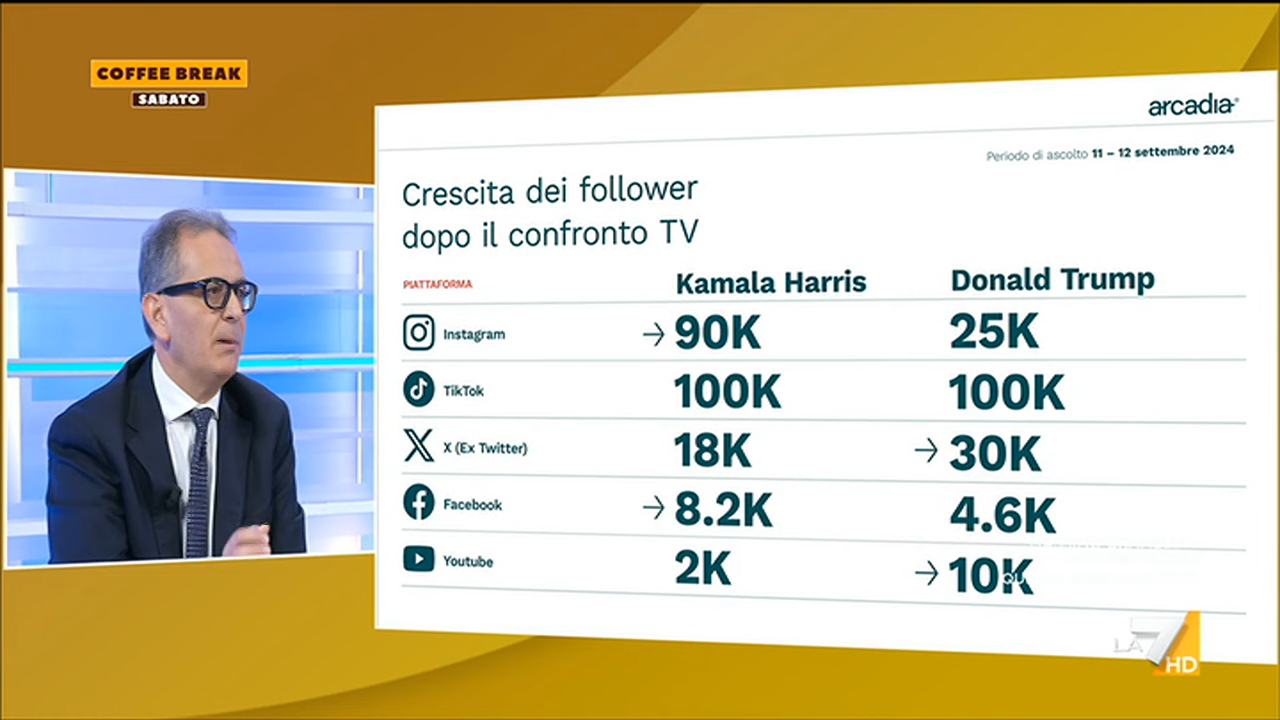 COFFEE BREAK
SABATO
arcadia
Periodo di ascolto 11 – 12 settembre 2024
Crescita dei follower
dopo il confronto TV
PIATTAFORMA Kamala Harris Donald Trump
Instagram → 90K 25K
TikTok 100K 100K
X (Ex Twitter) 18K → 30K
Facebook → 8.2K 4.6K
Youtube 2K → 10K
LA 7 HD